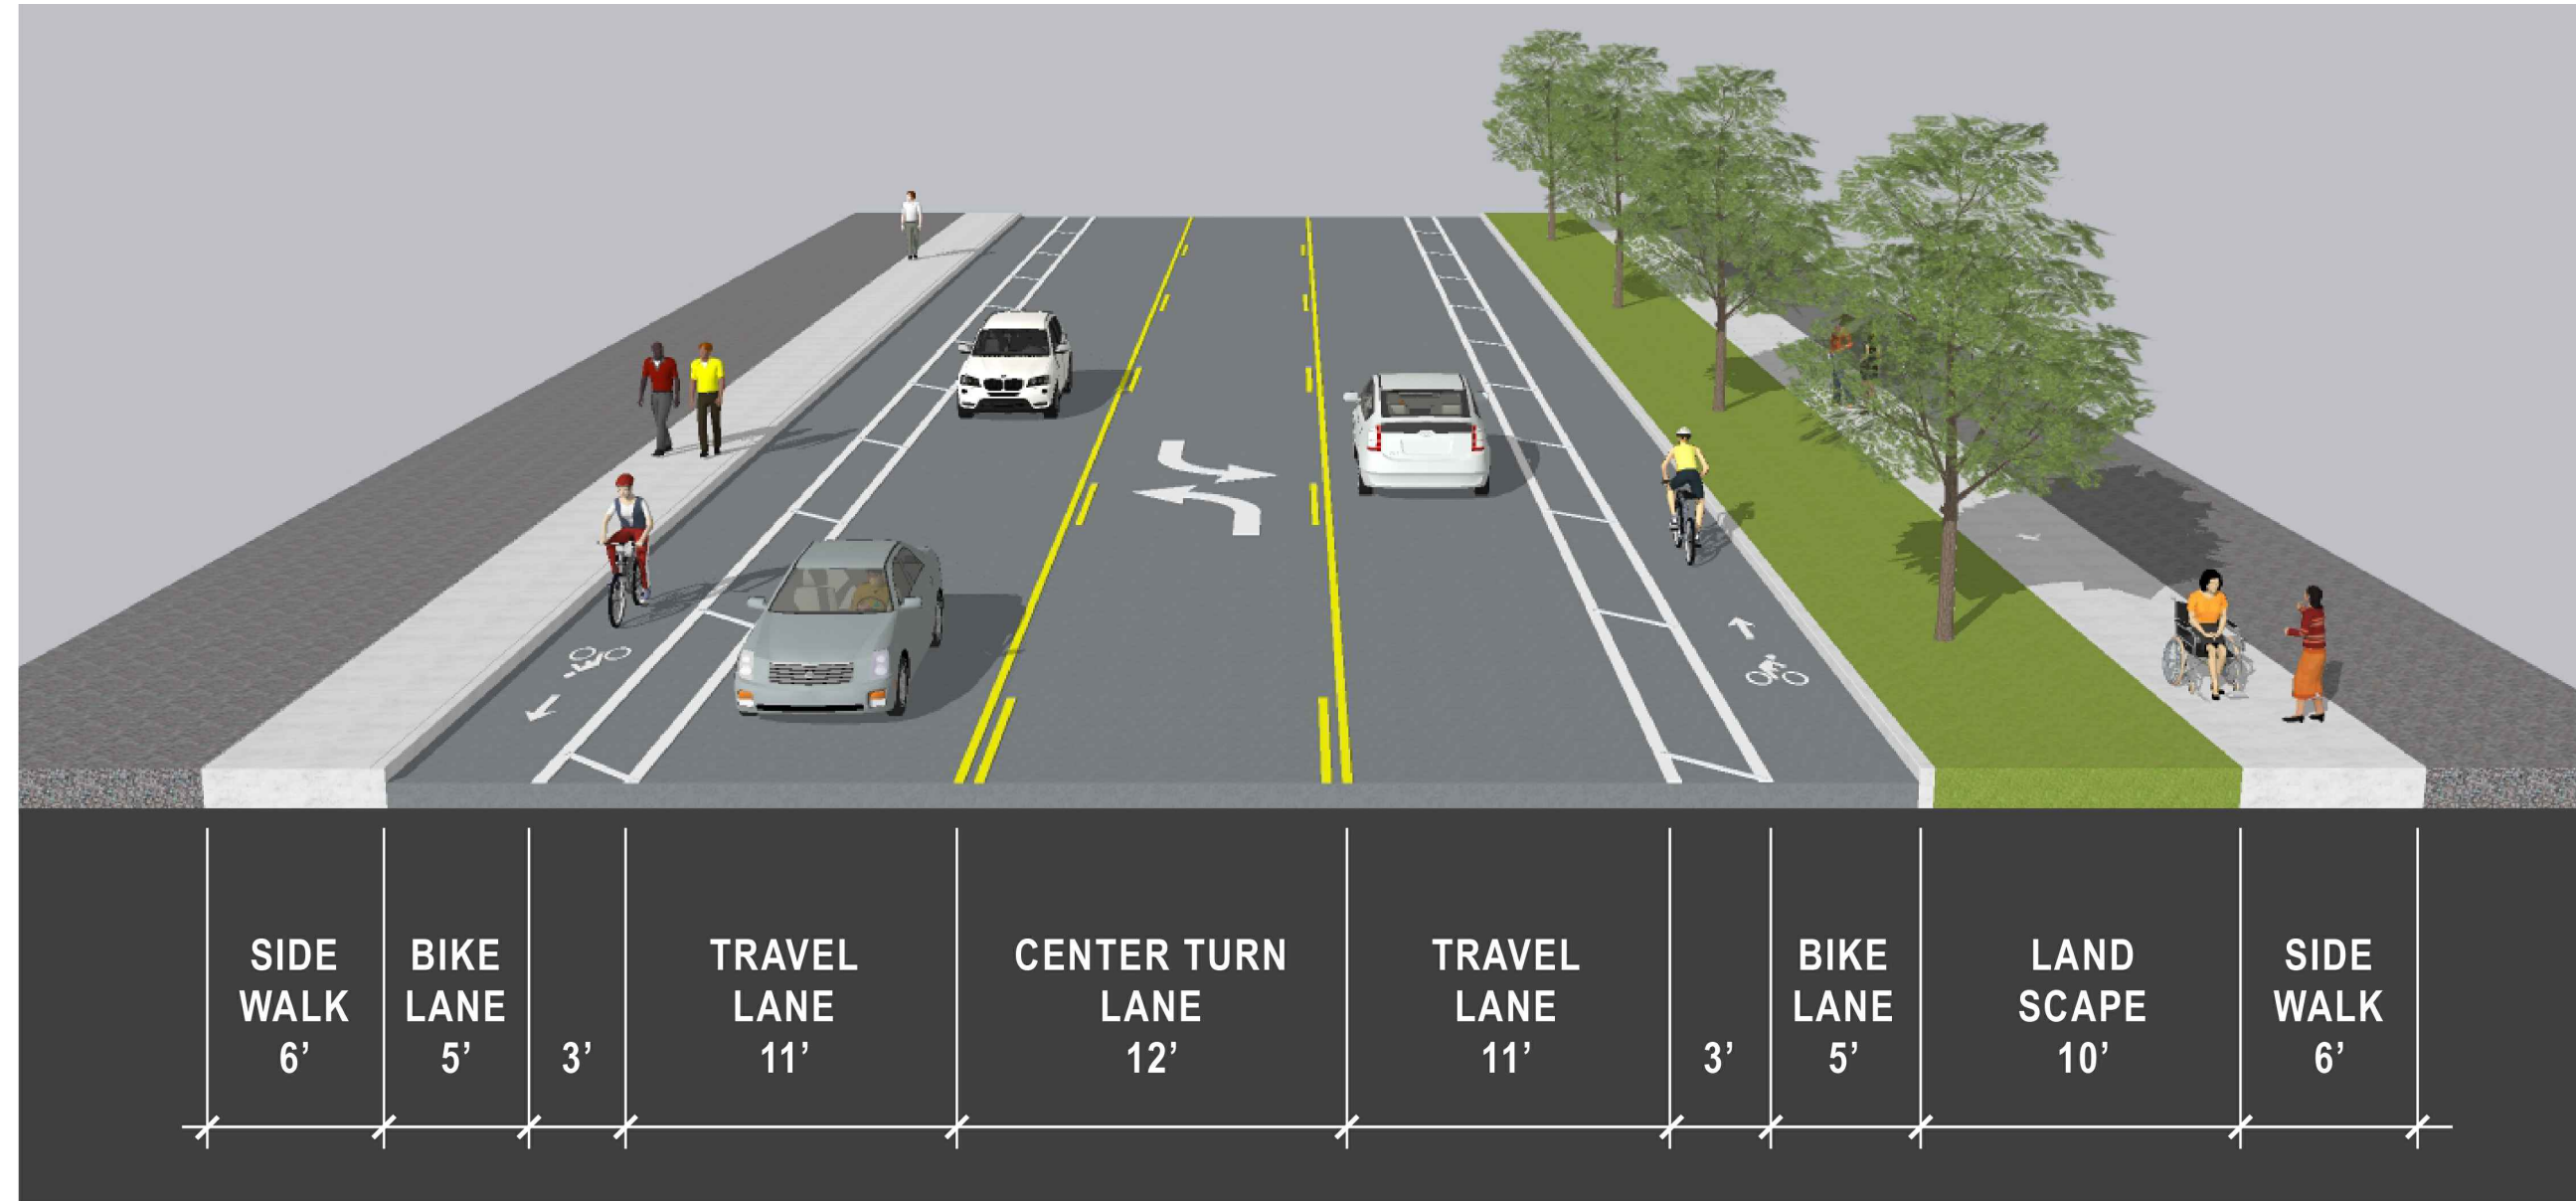 SIDE
WALK
6’
BIKE
LANE
5’
3’
TRAVEL
LANE
11’
CENTER TURN
LANE
12’
TRAVEL
LANE
11’
3’
BIKE
LANE
5’
LAND
SCAPE
10’
SIDE
WALK
6’